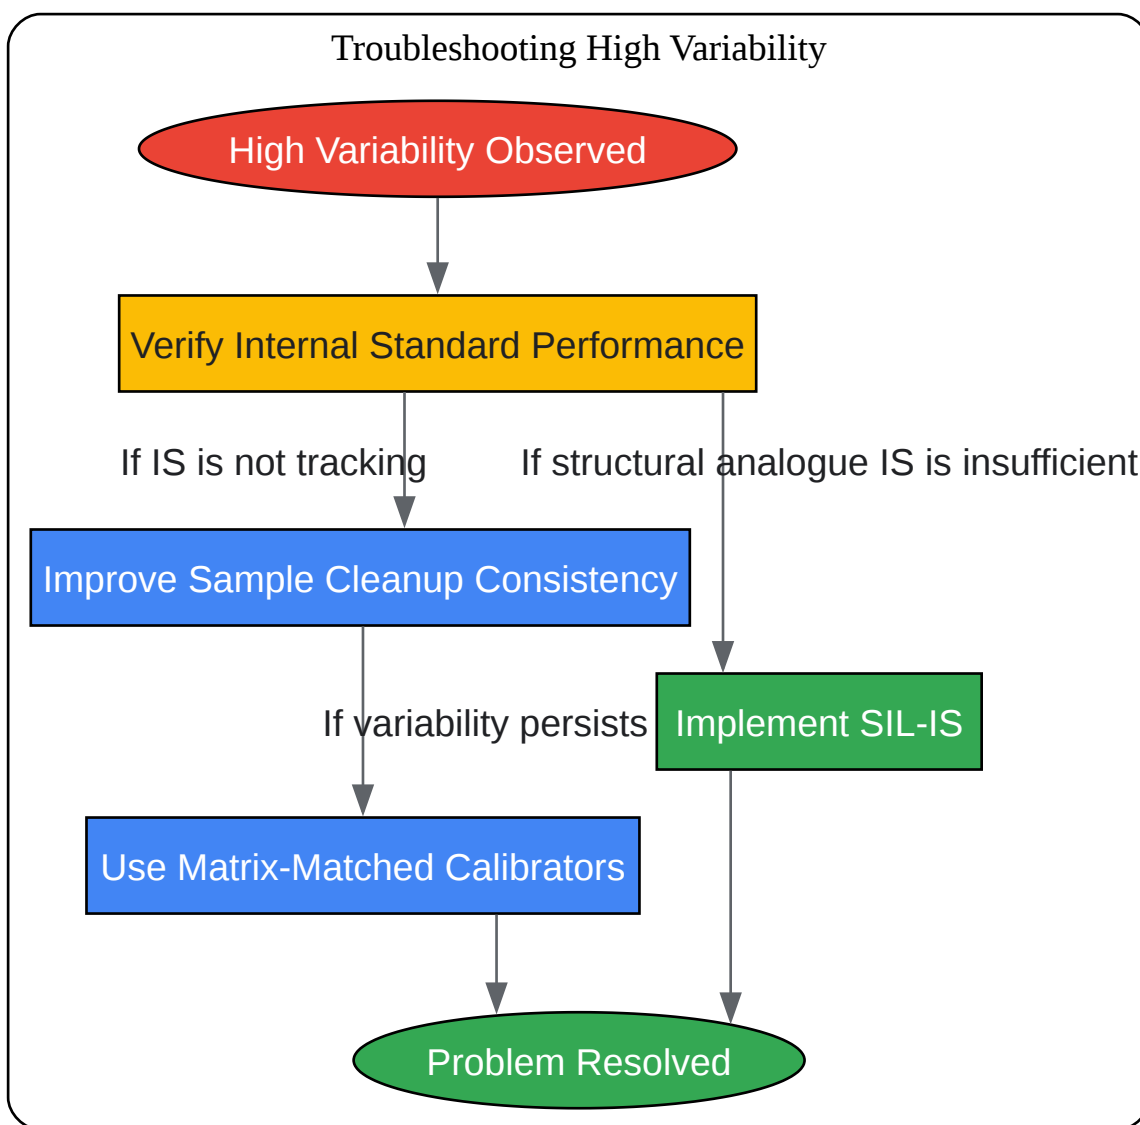 Troubleshooting High Variability
High Variability Observed
Verify Internal Standard Performance
If IS is not tracking
If structural analogue IS is insufficient
Improve Sample Cleanup Consistency
If variability persists
Implement SIL-IS
Use Matrix-Matched Calibrators
Problem Resolved